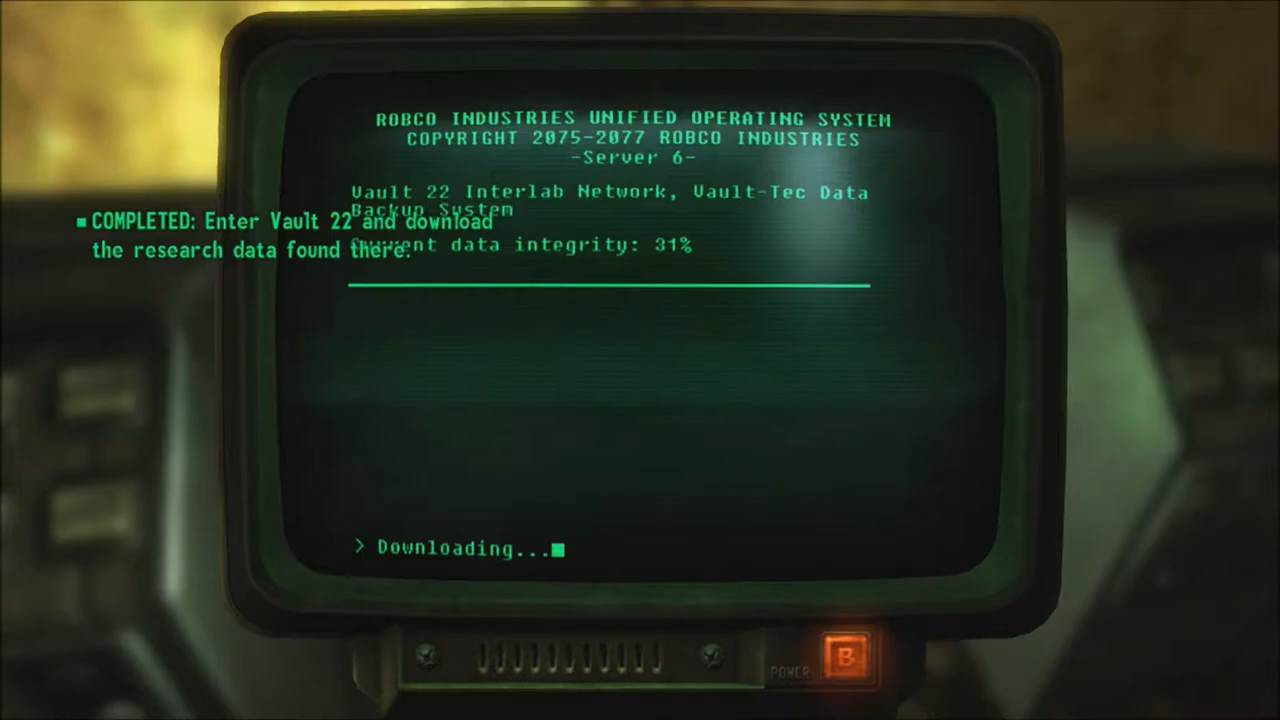 ROBCO INDUSTRIES UNIFIED OPERATING SYSTEM
COPYRIGHT 2075-2077 ROBCO INDUSTRIES
-Server 6-
Vault 22 Interlab Network, Vault-Tec Data
Backup System
COMPLETED: Enter Vault 22 and download
the research data found there.
Current data integrity: 31%
> Downloading...
POWER
B